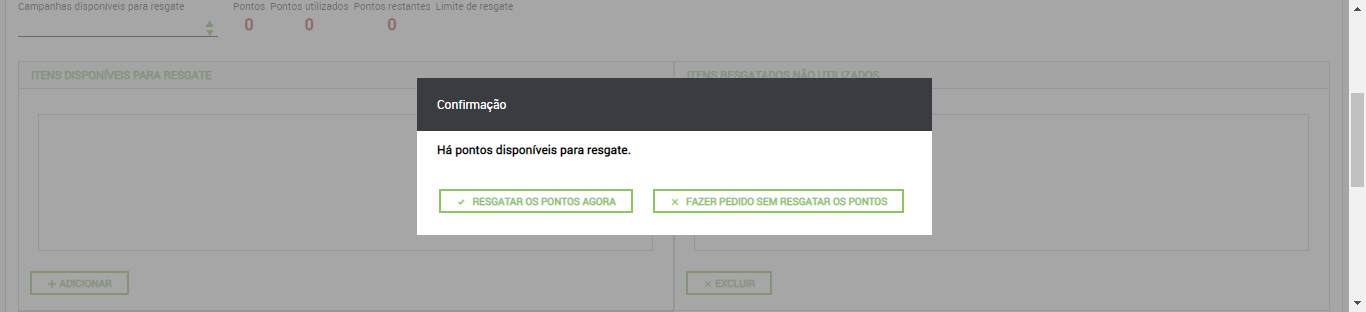 Campanhas disponíveis para resgate
Pontos Pontos utilizados Pontos restantes Limite de resgate
0 0 0
ITENS DISPONÍVEIS PARA RESGATE
ITENS RESGATADOS NÃO UTILIZADOS
Confirmação
Há pontos disponíveis para resgate.
RESGATAR OS PONTOS AGORA
FAZER PEDIDO SEM RESGATAR OS PONTOS
ADICIONAR
EXCLUIR